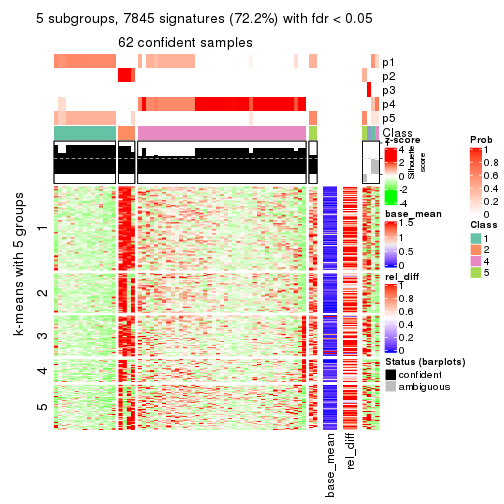 5 subgroups, 7845 signatures (72.2%) with fdr < 0.05
62 confident samples
p1
p2
p3
p4
p5
Class
z-score
4
2
0
-2
-4
Silhouette
score
Prob
1
0.8
0.6
0.4
0.2
0
base_mean
1.5
1
0.5
0
Class
1
2
4
5
rel_diff
1
0.8
0.6
0.4
0.2
0
Status (barplots)
confident
ambiguous
k-means with 5 groups
1
2
3
4
5
base_mean
rel_diff